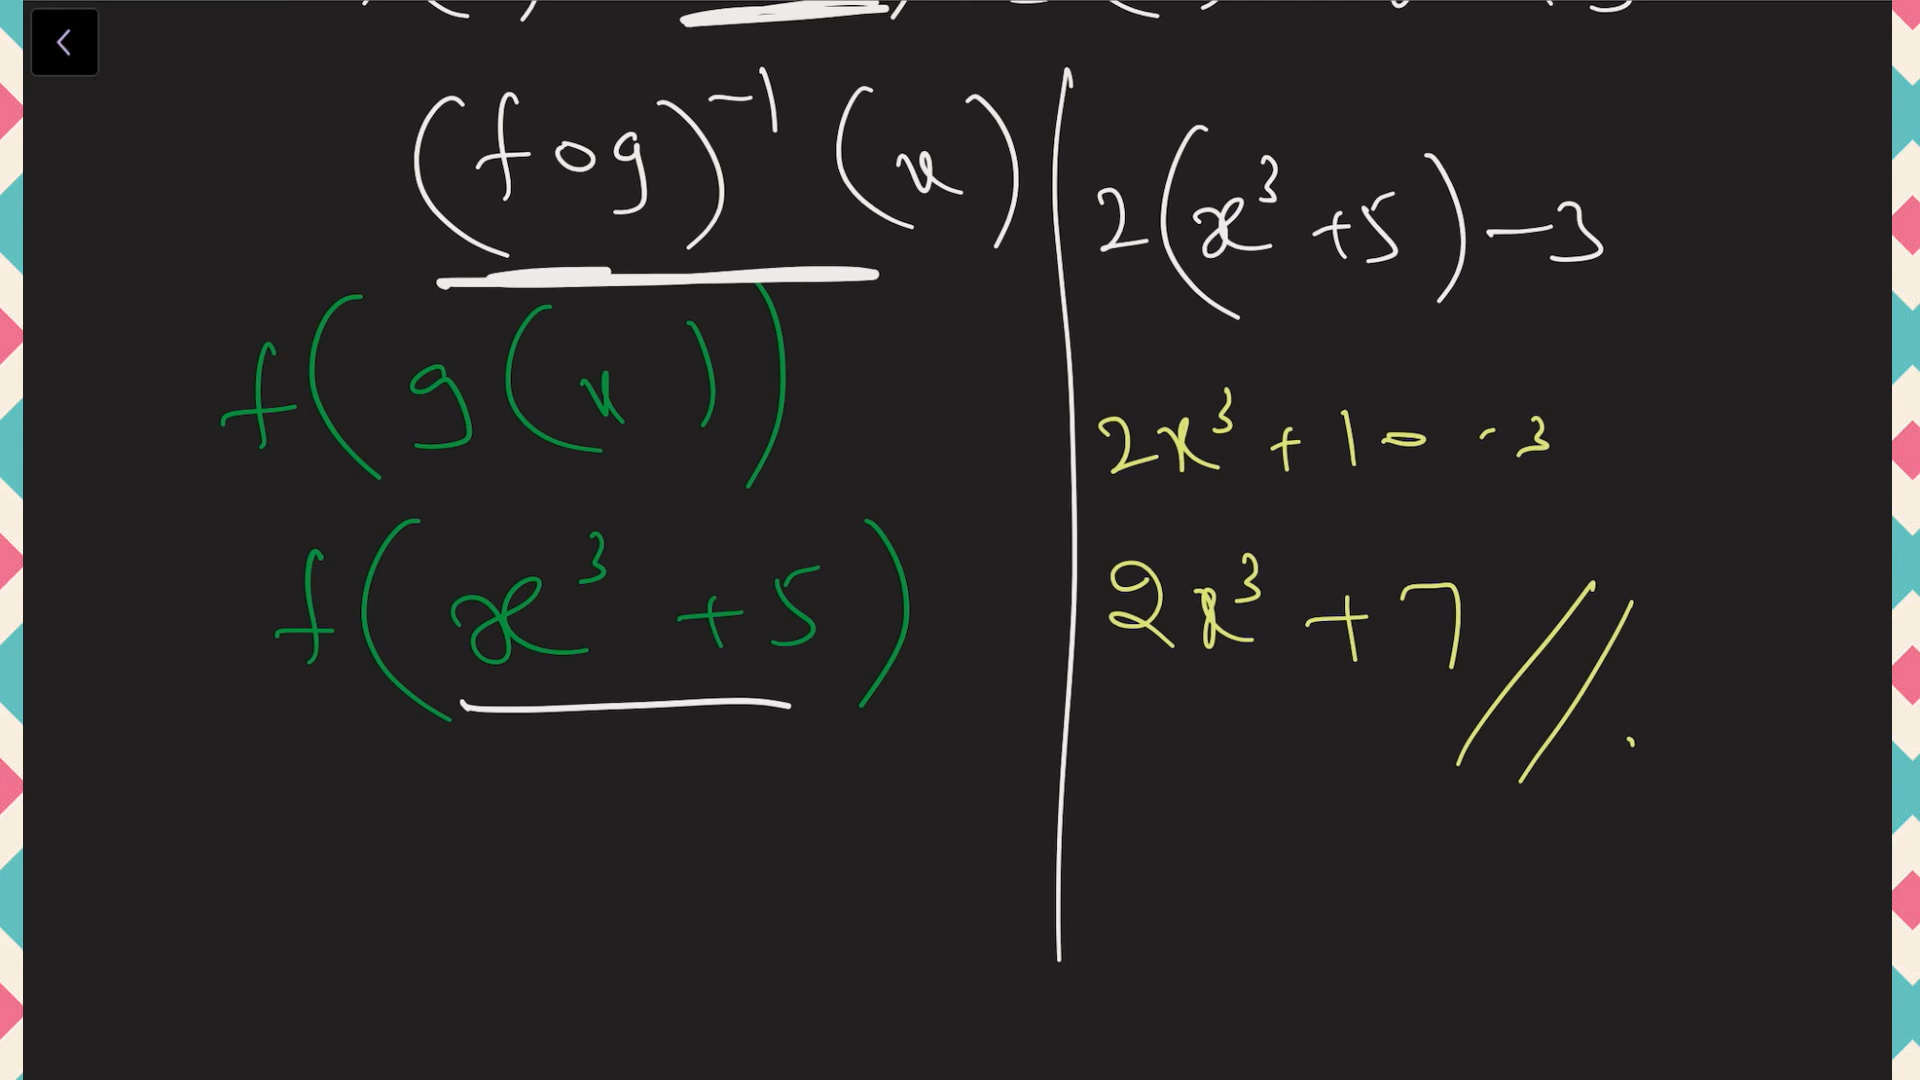 (fog)⁻¹(x)
f(g(x))
f(x³ + 5)
2(x³ + 5) − 3
2x³ + 10 - 3
2x³ + 7